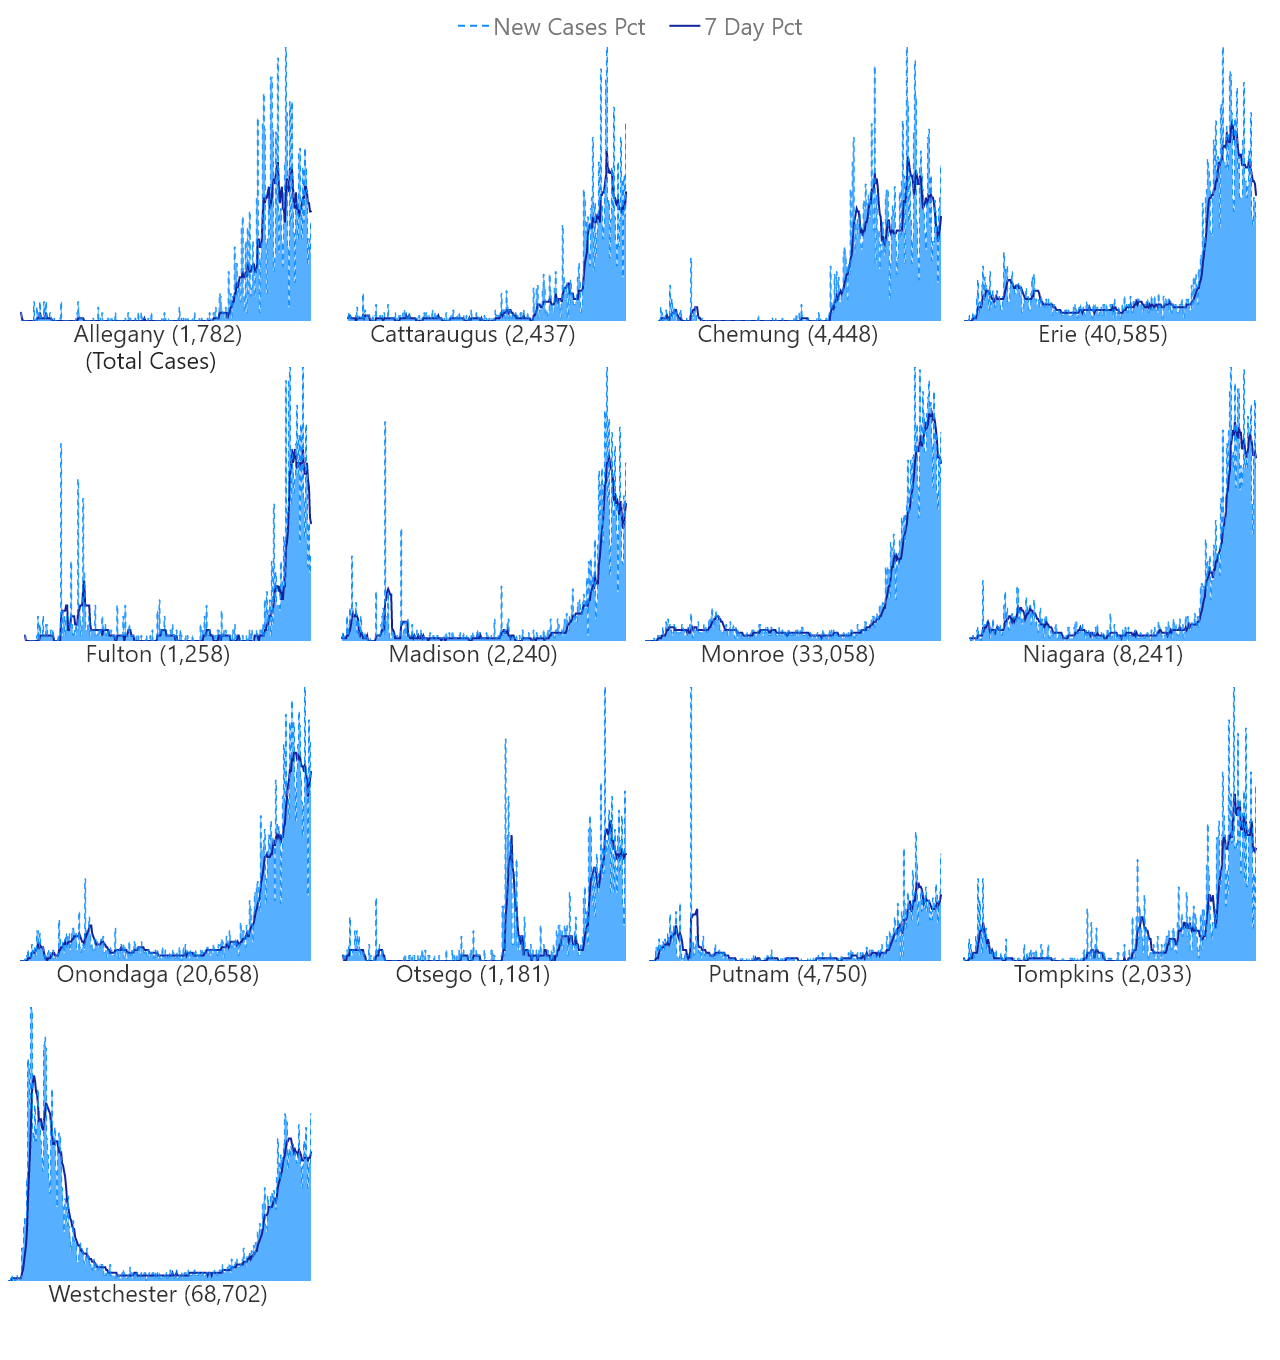 New Cases Pct 7 Day Pct
Allegany (1,782)
(Total Cases)
Cattaraugus (2,437)
Chemung (4,448)
Erie (40,585)
Fulton (1,258)
Madison (2,240)
Monroe (33,058)
Niagara (8,241)
Onondaga (20,658)
Otsego (1,181)
Putnam (4,750)
Tompkins (2,033)
Westchester (68,702)